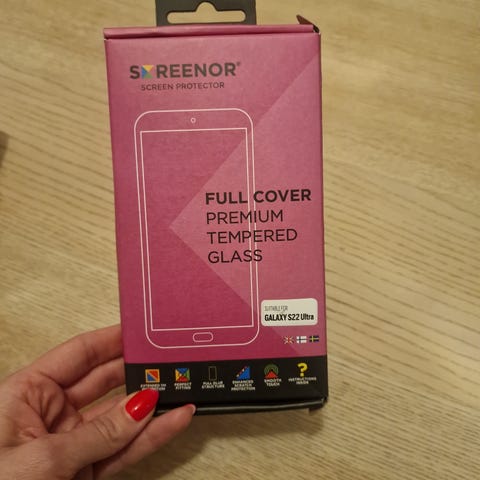 SCREENOR®
SCREEN PROTECTOR
FULL COVER
PREMIUM
TEMPERED
GLASS
SUITABLE FOR
GALAXY S22 Ultra
PERFECT
FITTING
FULL GLUE
STRUCTURE
ENHANCED
SCRATCH
PROTECTION
SMOOTH
TOUCH
?
INSTRUCTIONS
INSIDE